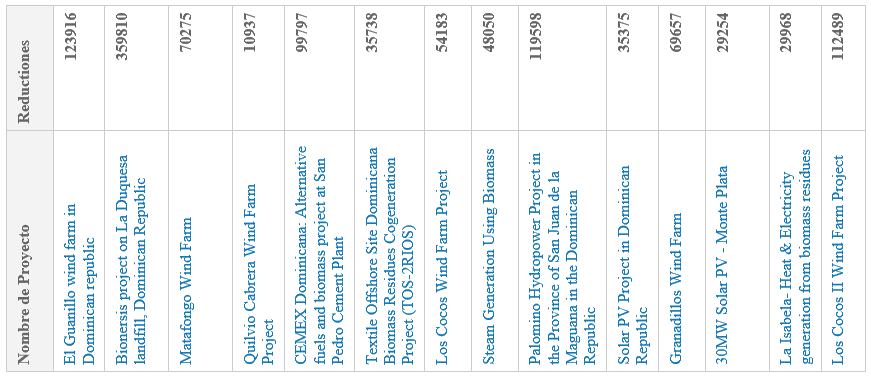 Nombre de Proyecto
Reductiones
El Guanillo wind farm in
Dominican republic
123916
Bionersis project on La Duquesa
landfill, Dominican Republic
359810
Matafongo Wind Farm
70275
Quilvio Cabrera Wind Farm
Project
10937
CEMEX Dominicana: Alternative
fuels and biomass project at San
Pedro Cement Plant
99797
Textile Offshore Site Dominicana
Biomass Residues Cogeneration
Project (TOS-2RIOS)
35738
Los Cocos Wind Farm Project
54183
Steam Generation Using Biomass
48050
Palomino Hydropower Project in
the Province of San Juan de la
Maguana in the Dominican
Republic
119598
Solar PV Project in Dominican
Republic
35375
Granadillos Wind Farm
69657
30MW Solar PV - Monte Plata
29254
La Isabela- Heat & Electricity
generation from biomass residues
29968
Los Cocos II Wind Farm Project
112489